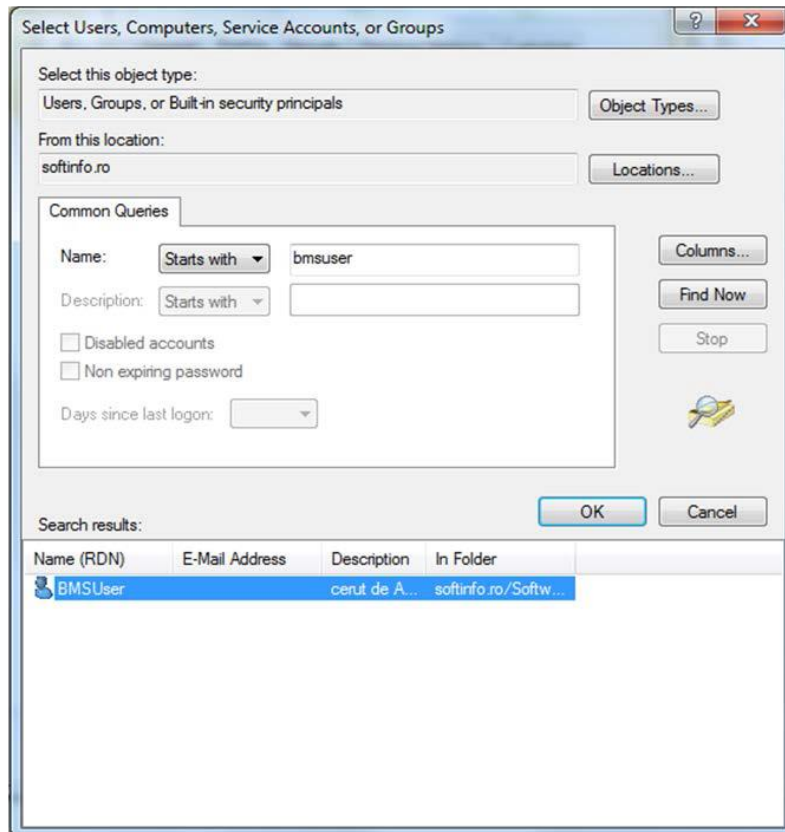 Select Users, Computers, Service Accounts, or Groups
Select this object type:
Users, Groups, or Built-in security principals
Object Types...
From this location:
softinfo.ro
Locations...
Common Queries
Name: Starts with bmsuser
Columns...
Description: Starts with
Find Now
Disabled accounts
Stop
Non expiring password
Days since last logon:
OK Cancel
Search results:
Name (RDN) E-Mail Address Description In Folder
BMSUser cerut de A... softinfo.ro/Softw...